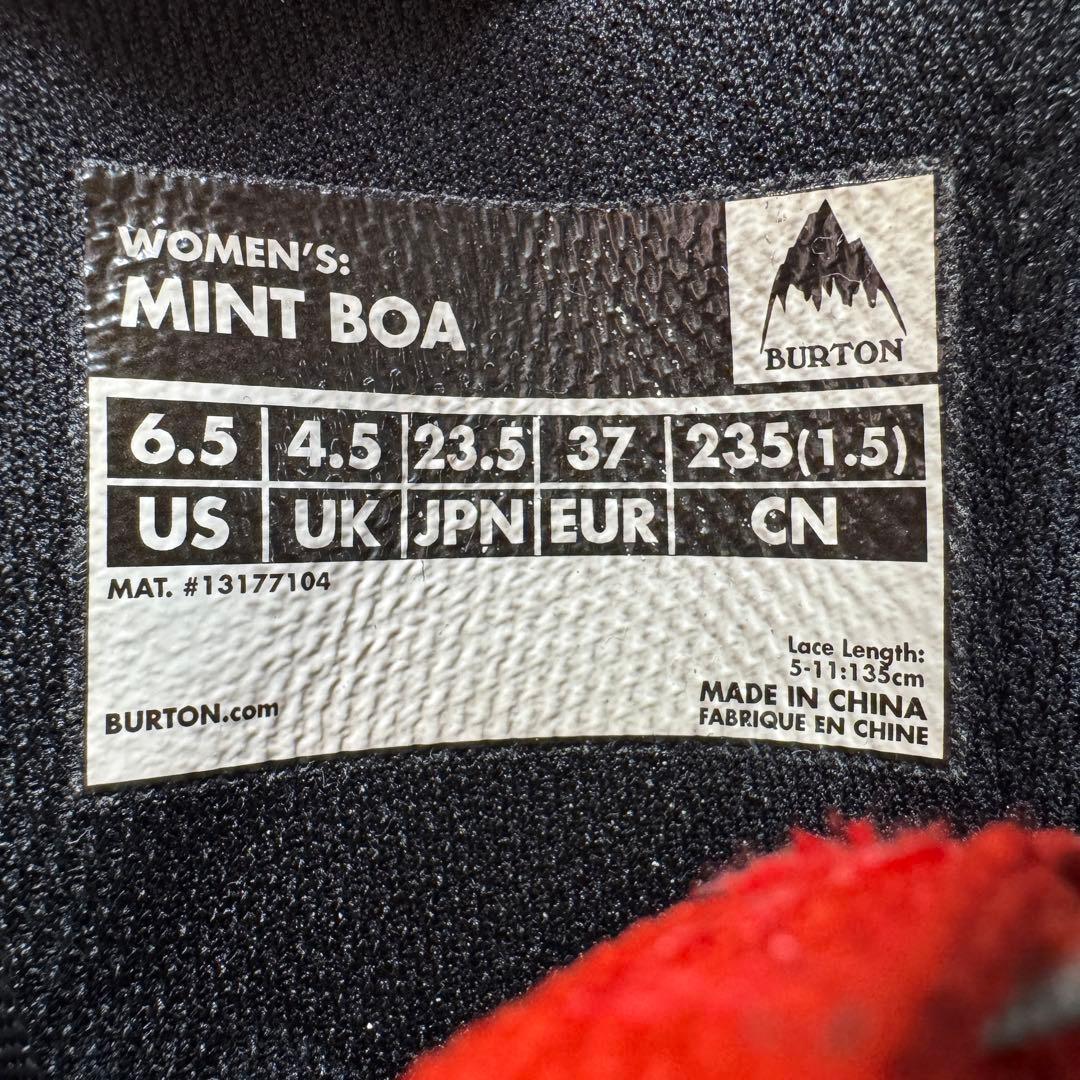 WOMEN'S:
MINT BOA
BURTON
6.5 4.5 23.5 37 235(1.5)
US UK JPN EUR CN
MAT. #13177104
Lace Length:
5-11:135cm
MADE IN CHINA
FABRIQUE EN CHINE
BURTON.com